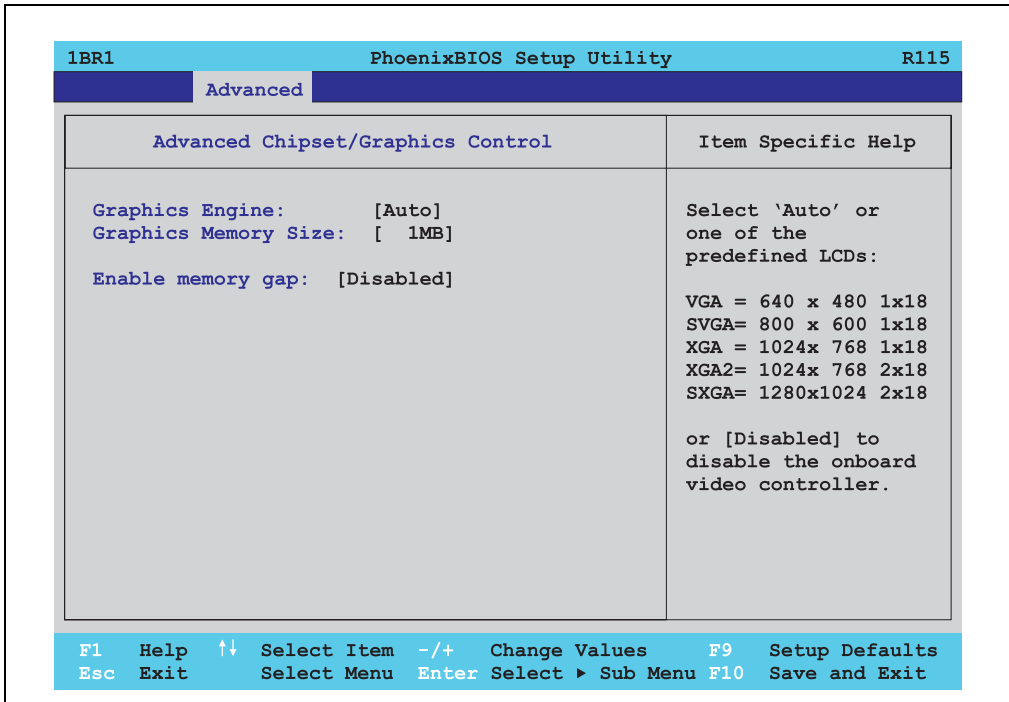 1BR1 PhoenixBIOS Setup Utility R115
Advanced
Advanced Chipset/Graphics Control
Item Specific Help
Graphics Engine: [Auto]
Graphics Memory Size: [ 1MB]
Enable memory gap: [Disabled]
Select ‘Auto’ or
one of the
predefined LCDs:
VGA = 640 x 480 1x18
SVGA= 800 x 600 1x18
XGA = 1024x 768 1x18
XGA2= 1024x 768 2x18
SXGA= 1280x1024 2x18
or [Disabled] to
disable the onboard
video controller.
F1 Help ↑↓ Select Item -/+ Change Values F9 Setup Defaults
Esc Exit Select Menu Enter Select ▶ Sub Menu F10 Save and Exit